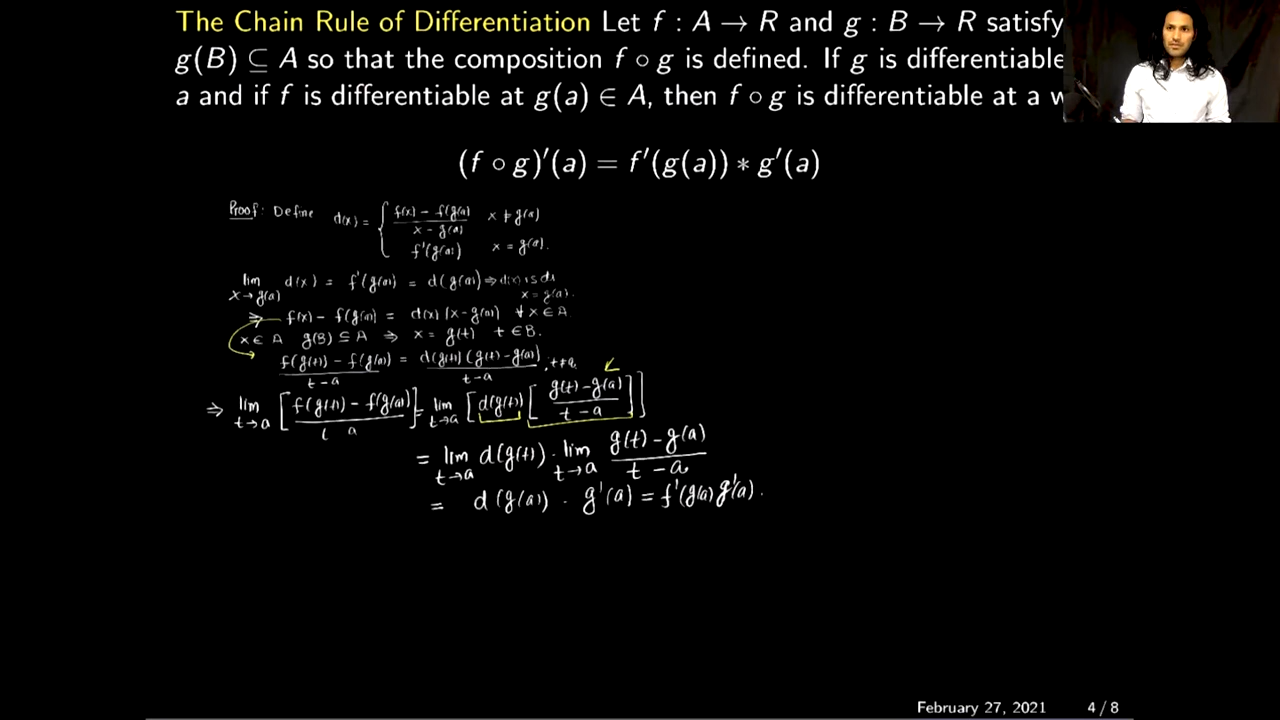 The Chain Rule of Differentiation Let f : A → R and g : B → R satisfy
g(B) ⊆ A so that the composition f ∘ g is defined. If g is differentiable
a and if f is differentiable at g(a) ∈ A, then f ∘ g is differentiable at a w
(f ∘ g)′(a) = f′(g(a)) ∗ g′(a)
Proof: Define d(x) = { f(x) − f(g(a) / x − g(a) x ≠ g(a)
f'(g(a)) x = g(a).
lim x→g(a) d(x) = f'(g(a)) = d(g(a)) ⇒ d(x) is
x = g(a).
⇒ f(x) − f(g(a)) = d(x) (x − g(a)) ∀ x ∈ A
x ∈ A g(B) ⊆ A ⇒ x = g(t) t ∈ B.
f(g(t)) − f(g(a)) / t − a = d(g(t)) (g(t) − g(a)) / t − a , t ≠ a
⇒ lim t→a [ f(g(t)) − f(g(a)) / t a ] = lim t→a [ d(g(t)) [ g(t) − g(a) / t − a ] ]
= lim t→a d(g(t)) · lim t→a g(t) − g(a) / t − a
= d(g(a)) · g'(a) = f'(g(a) g'(a).
February 27, 2021 4 / 8